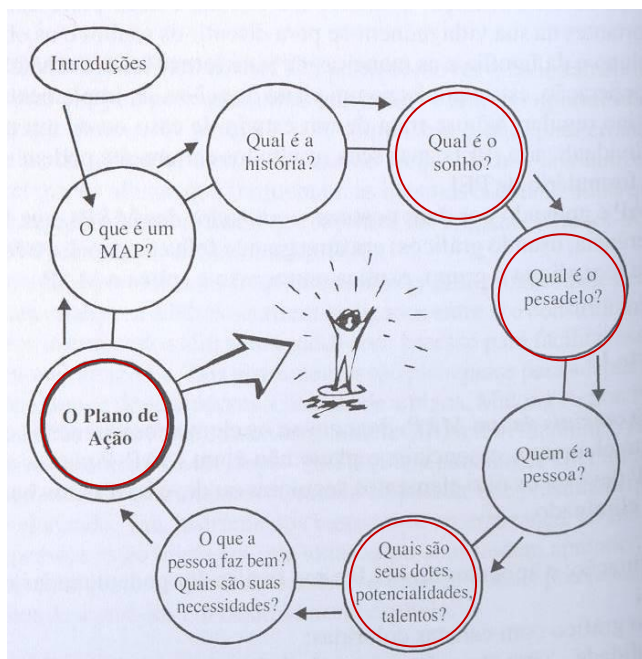 Introduções
O que é um
MAP?
Qual é a
história?
Qual é o
sonho?
Qual é o
pesadelo?
Quem é a
pessoa?
Quais são
seus dotes,
potencialidades,
talentos?
O que a
pessoa faz bem?
Quais são suas
necessidades?
O Plano de
Ação